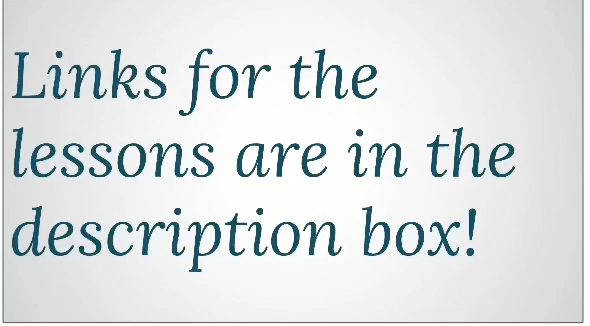 Links for the
lessons are in the
description box!